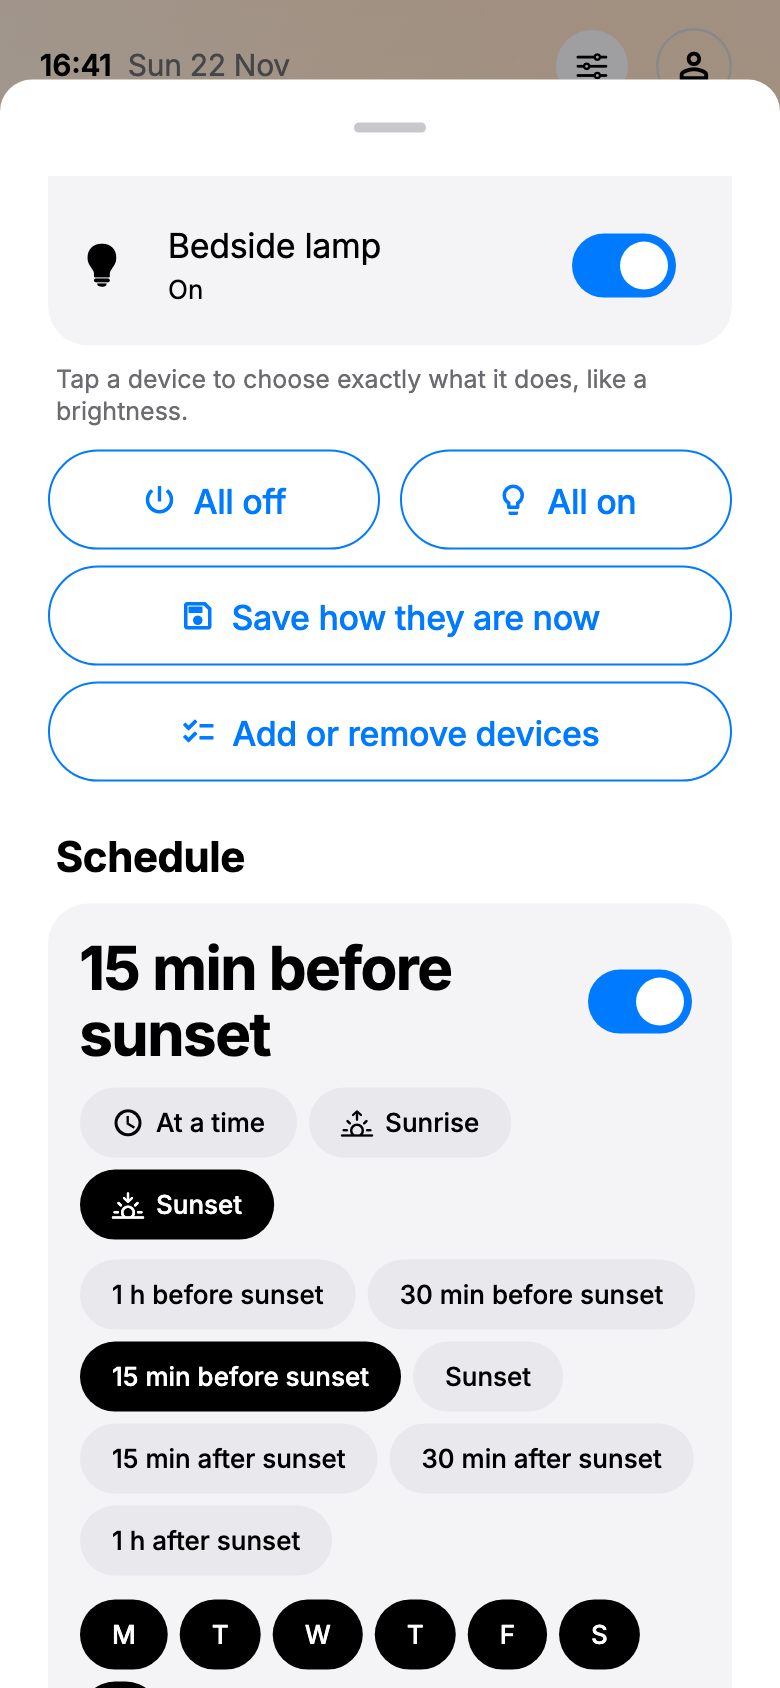 16:41 Sun 22 Nov
Bedside lamp
On
Tap a device to choose exactly what it does, like a
brightness.
All off
All on
Save how they are now
Add or remove devices
Schedule
15 min before
sunset
At a time
Sunrise
Sunset
1 h before sunset
30 min before sunset
15 min before sunset
Sunset
15 min after sunset
30 min after sunset
1 h after sunset
M T W T F S